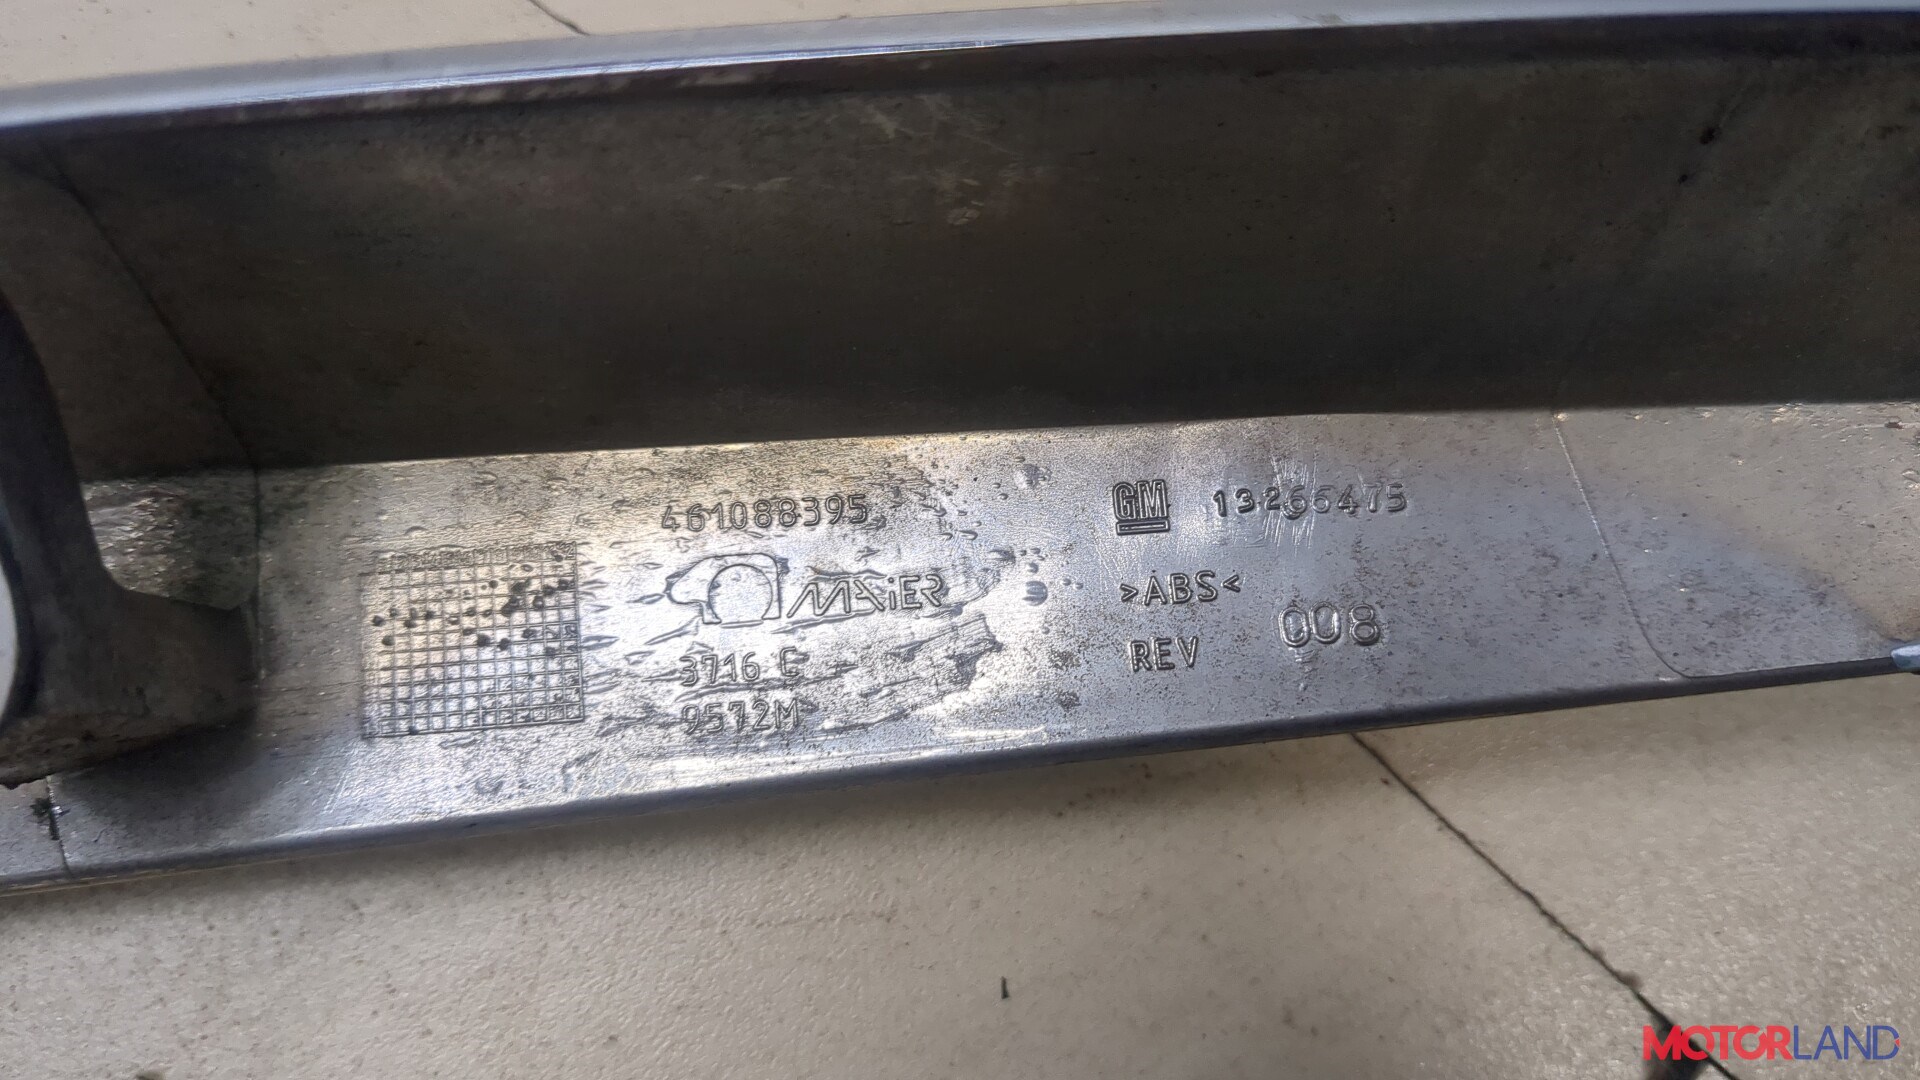 461088395
MAiER
3716 C
9572M
GM 13266475
>ABS<
REV 008
MOTORLAND